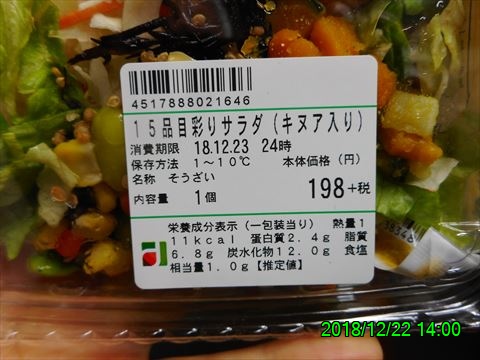 4517888021646
15品目彩りサラダ(キヌア入り)
消費期限 18.12.23 24時
保存方法 1～10℃ 本体価格(円)
名称 そうざい
内容量 1個 198+税
栄養成分表示(一包装当り) 熱量1
11kcal 蛋白質2.4g 脂質
6.8g 炭水化物12.0g 食塩
相当量1.0g【推定値】
2018/12/22 14:00